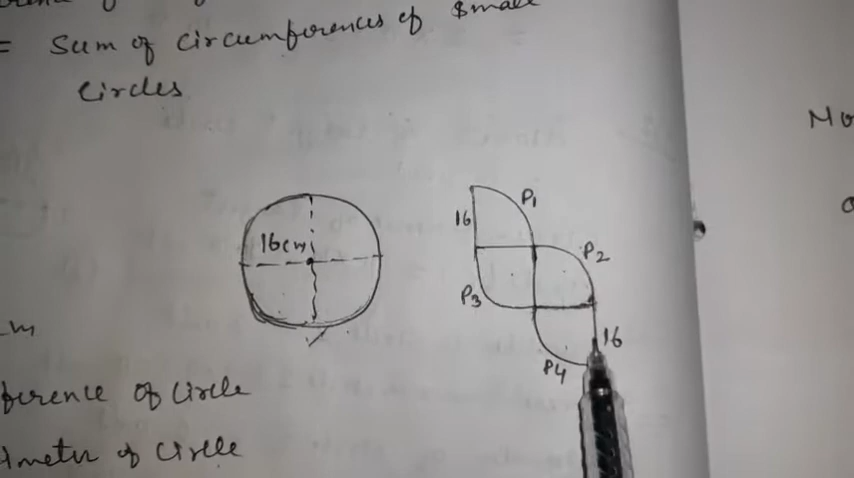 = Sum of circumferences of small
circles
16cm
16
P1
P2
P3
P4
16
m
ference of circle
imeter of circle
Mo